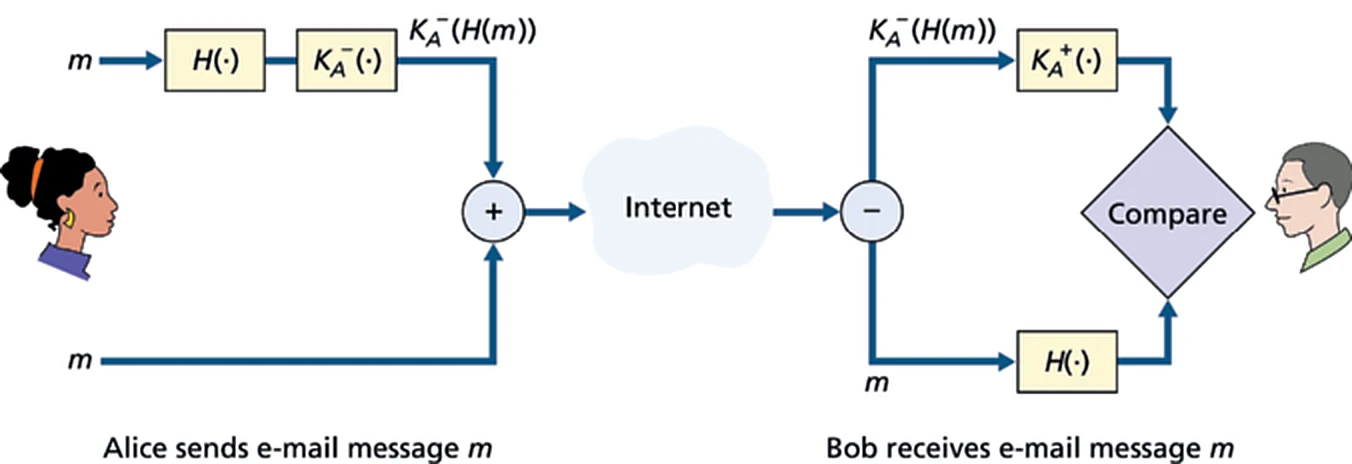 m
H(·)
K_A^-(·)
K_A^-(H(m))
+
m
Alice sends e-mail message m
Internet
K_A^-(H(m))
K_A^+(·)
−
Compare
H(·)
m
Bob receives e-mail message m